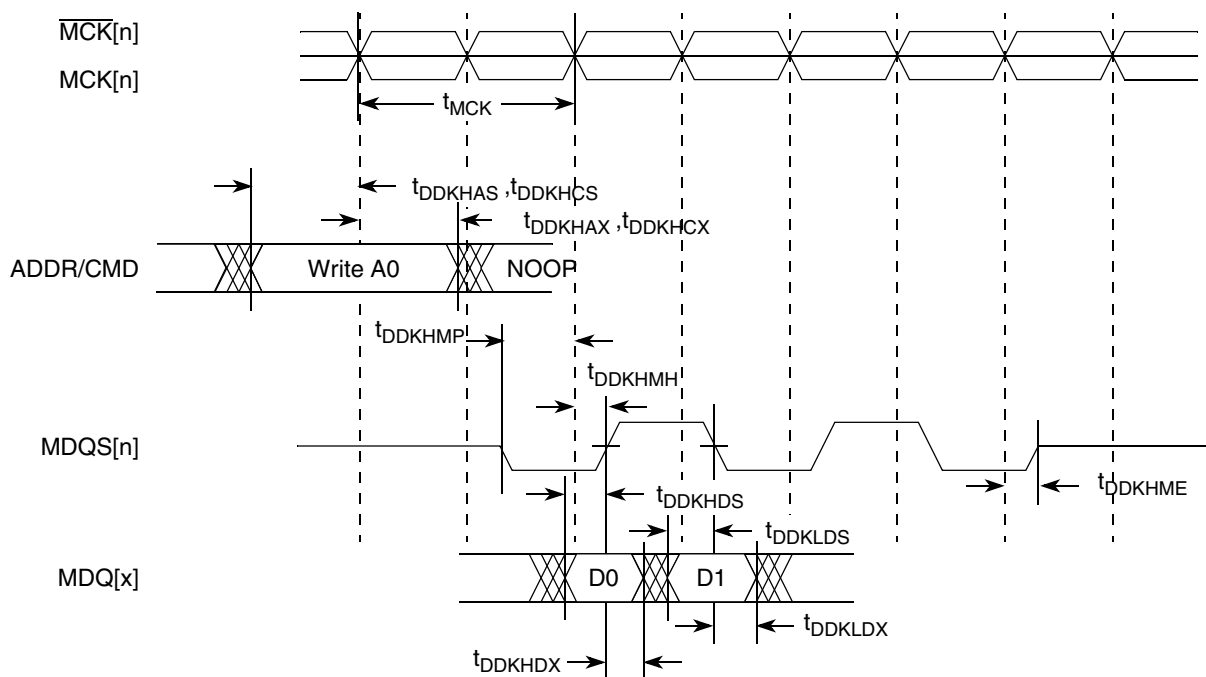 MCK[n]
MCK[n]
tMCK
tDDKHAS ,tDDKHCS
tDDKHAX ,tDDKHCX
ADDR/CMD
Write A0
NOOP
tDDKHMP
tDDKHMH
MDQS[n]
tDDKHDS
tDDKHME
tDDKLDS
MDQ[x]
D0
D1
tDDKLDX
tDDKHDX